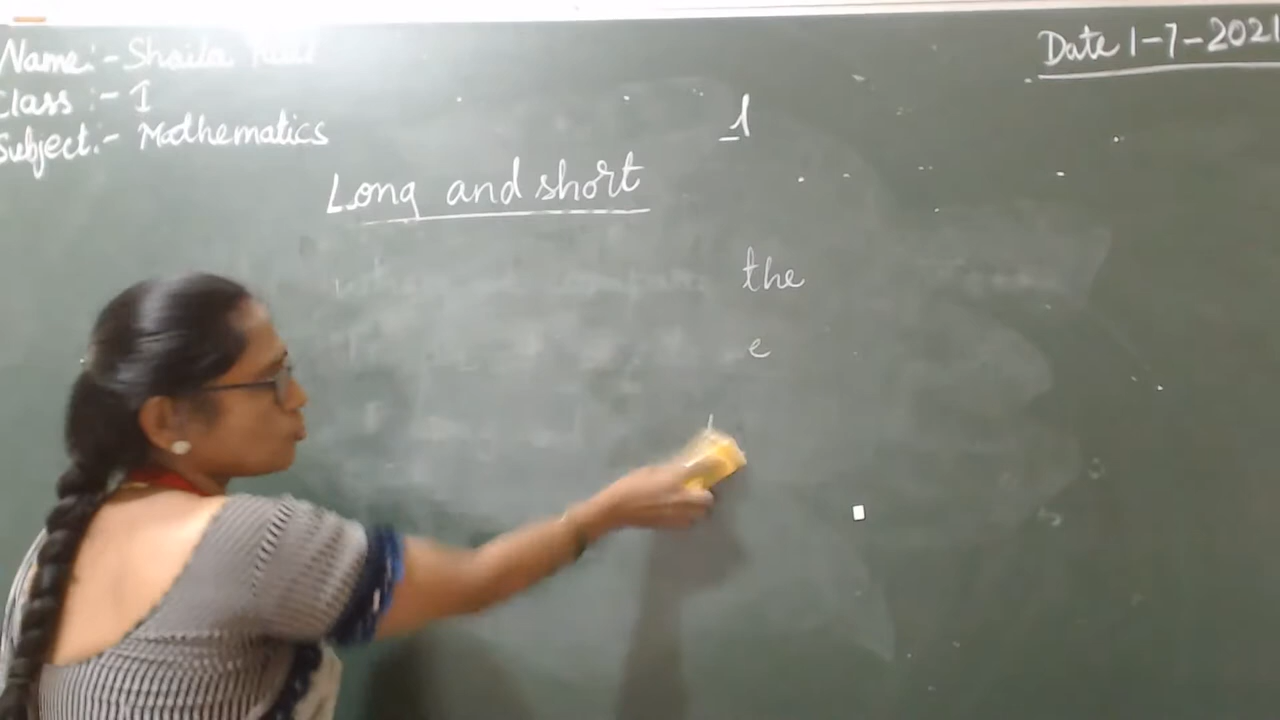 Name:- Shaila
Class :- I
Subject:- Mathematics
Date 1-7-2021
1
Long and short
the
e